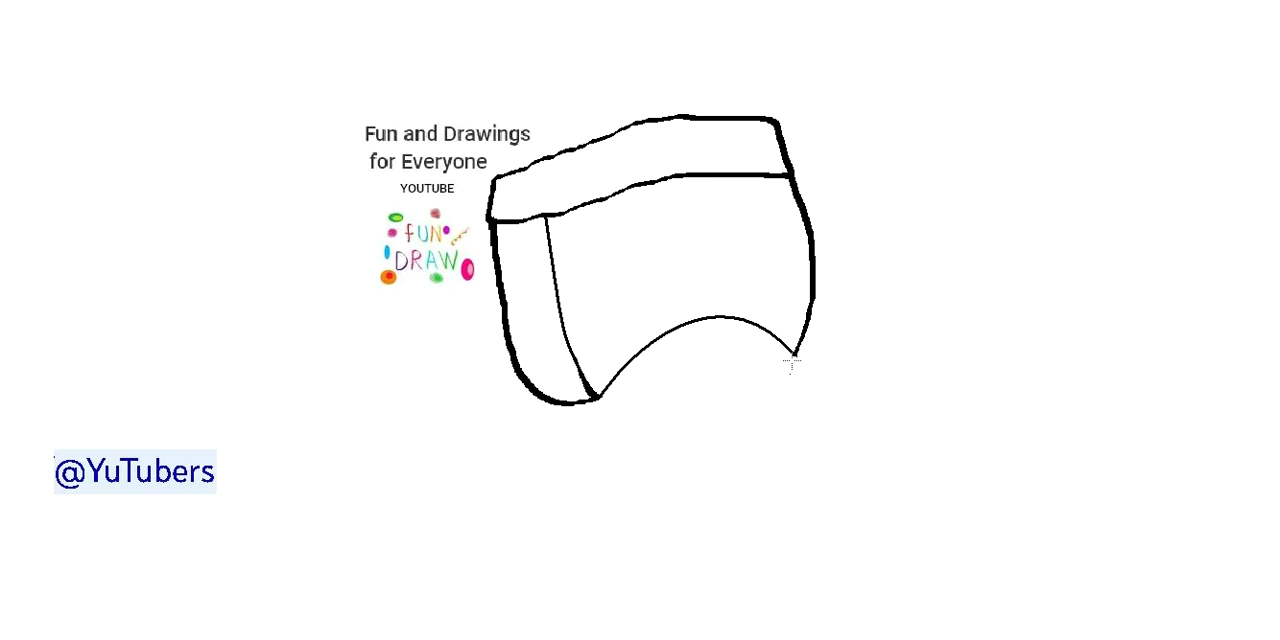 Fun and Drawings
for Everyone
YOUTUBE
FUN
DRAW
@YuTubers